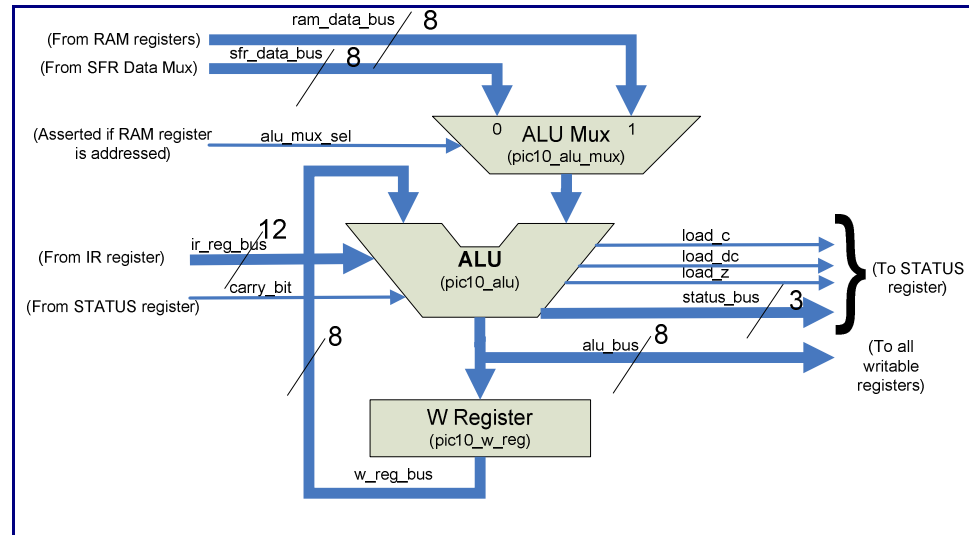 ram_data_bus
8
(From RAM registers)
sfr_data_bus
8
(From SFR Data Mux)
0
1
ALU Mux
(pic10_alu_mux)
(Asserted if RAM register
is addressed)
alu_mux_sel
12
ir_reg_bus
(From IR register)
ALU
(pic10_alu)
carry_bit
(From STATUS register)
load_c
load_dc
load_z
status_bus
3
(To STATUS
register)
8
alu_bus
8
(To all
writable
registers)
W Register
(pic10_w_reg)
w_reg_bus